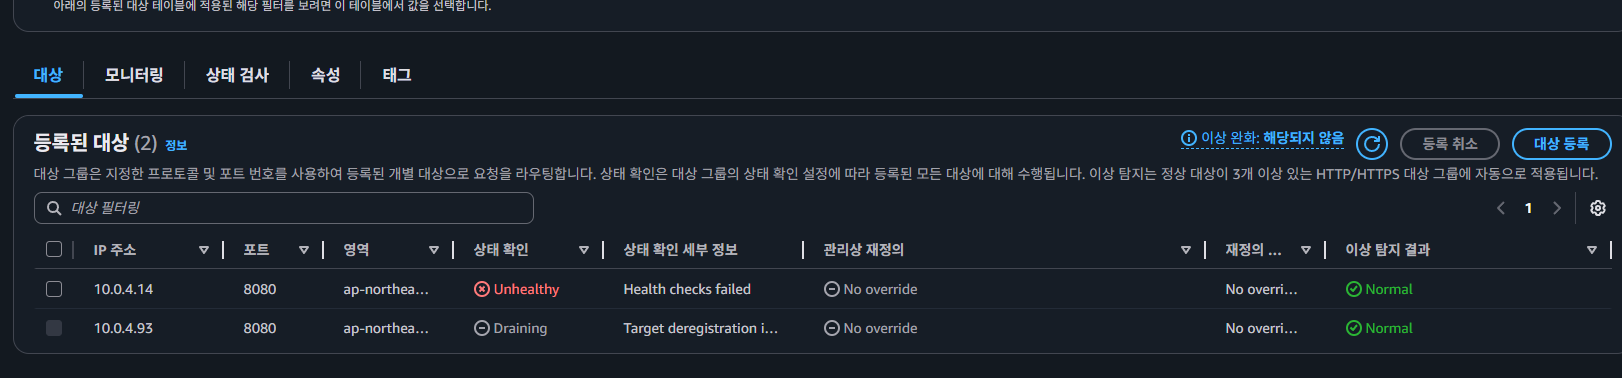 아래의 등록된 대상 테이블에 적용된 해당 필터를 보려면 이 테이블에서 값을 선택합니다.
대상 모니터링 상태 검사 속성 태그
등록된 대상 (2) 정보
이상 완화: 해당되지 않음 등록 취소 대상 등록
대상 그룹은 지정한 프로토콜 및 포트 번호를 사용하여 등록된 개별 대상으로 요청을 라우팅합니다. 상태 확인은 대상 그룹의 상태 확인 설정에 따라 등록된 모든 대상에 대해 수행됩니다. 이상 탐지는 정상 대상이 3개 이상 있는 HTTP/HTTPS 대상 그룹에 자동으로 적용됩니다.
대상 필터링 1
IP 주소 포트 영역 상태 확인 상태 확인 세부 정보 관리상 재정의 재정의 ... 이상 탐지 결과
10.0.4.14 8080 ap-northea... Unhealthy Health checks failed No override No overri... Normal
10.0.4.93 8080 ap-northea... Draining Target deregistration i... No override No overri... Normal